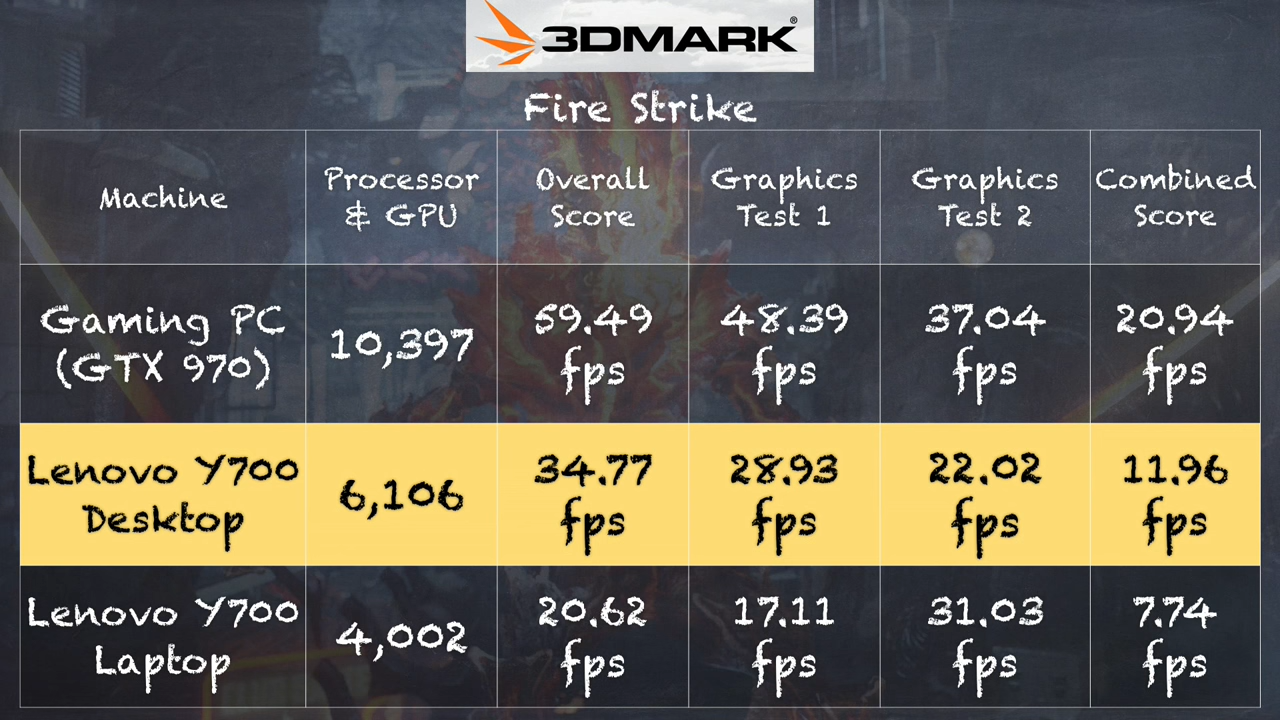 3DMARK®
Fire Strike
Machine
Processor
& GPU
Overall
Score
Graphics
Test 1
Graphics
Test 2
Combined
Score
Gaming PC
(GTX 970)
10,397
59.49
fps
48.39
fps
37.04
fps
20.94
fps
Lenovo Y700
Desktop
6,106
34.77
fps
28.93
fps
22.02
fps
11.96
fps
Lenovo Y700
Laptop
4,002
20.62
fps
17.11
fps
31.03
fps
7.74
fps